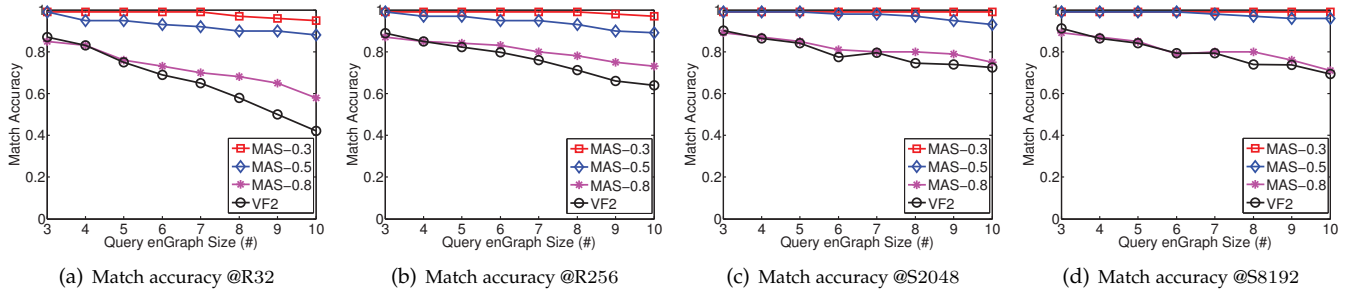 1
0.8
0.6
0.4
0.2
0
Match Accuracy
MAS−0.3
MAS−0.5
MAS−0.8
VF2
3 4 5 6 7 8 9 10
Query enGraph Size (#)
(a) Match accuracy @R32
1
0.8
0.6
0.4
0.2
0
Match Accuracy
MAS−0.3
MAS−0.5
MAS−0.8
VF2
3 4 5 6 7 8 9 10
Query enGraph Size (#)
(b) Match accuracy @R256
1
0.8
0.6
0.4
0.2
0
Match Accuracy
MAS−0.3
MAS−0.5
MAS−0.8
VF2
3 4 5 6 7 8 9 10
Query enGraph Size (#)
(c) Match accuracy @S2048
1
0.8
0.6
0.4
0.2
0
Match Accuracy
MAS−0.3
MAS−0.5
MAS−0.8
VF2
3 4 5 6 7 8 9 10
Query enGraph Size (#)
(d) Match accuracy @S8192